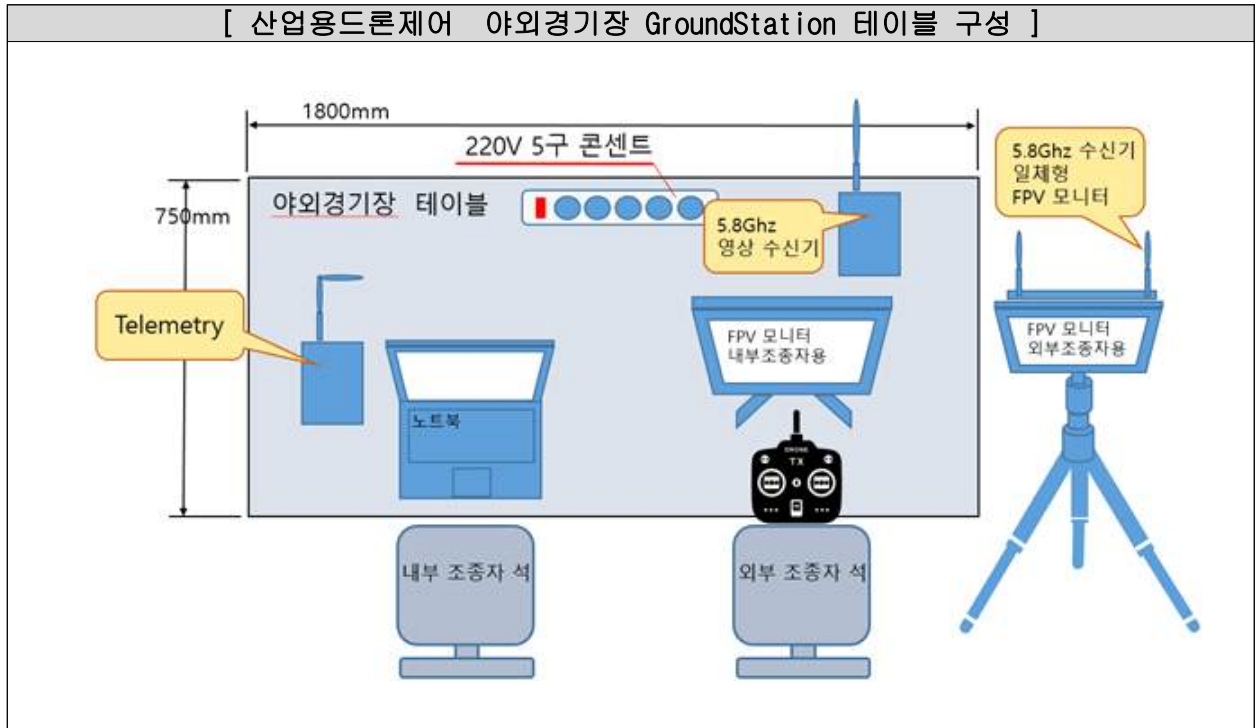 [ 산업용드론제어 야외경기장 GroundStation 테이블 구성 ]
1800mm
220V 5구 콘센트
야외경기장 테이블
750mm
5.8Ghz
영상 수신기
5.8Ghz 수신기
일체형
FPV 모니터
Telemetry
FPV 모니터
내부조종자용
FPV 모니터
외부조종자용
노트북
DRONE
TX
내부 조종자 석
외부 조종자 석